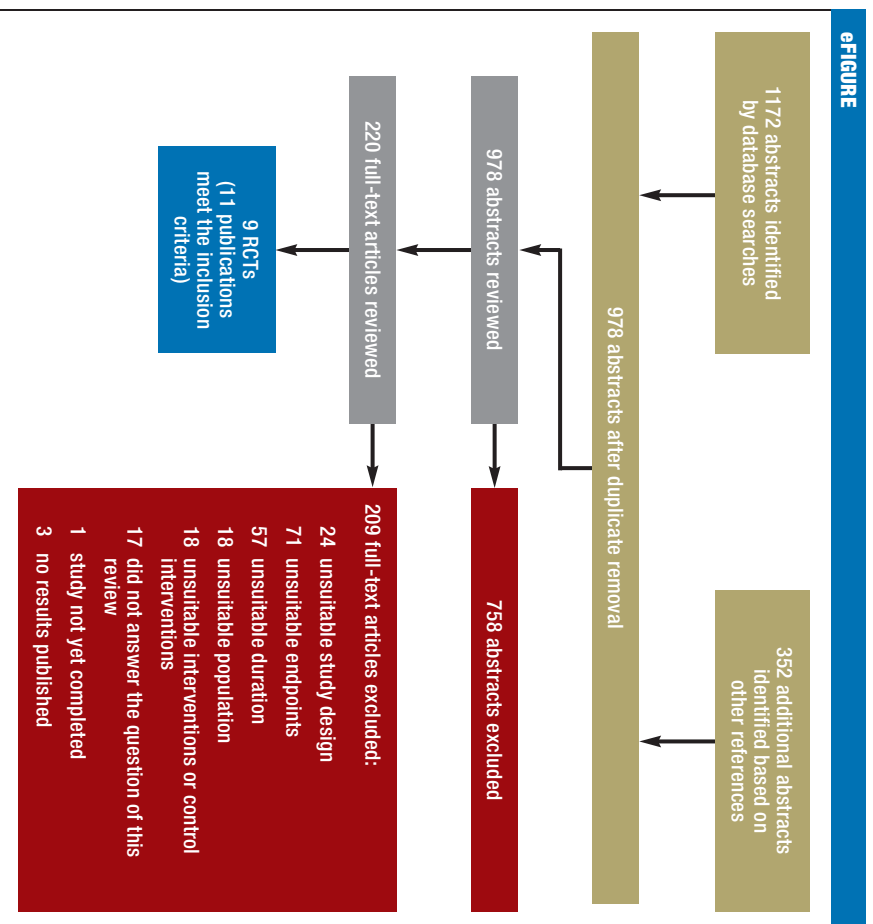 eFIGURE
1172 abstracts identified
by database searches
352 additional abstracts
identified based on
other references
978 abstracts after duplicate removal
978 abstracts reviewed
758 abstracts excluded
220 full-text articles reviewed
209 full-text articles excluded:
24 unsuitable study design
71 unsuitable endpoints
57 unsuitable duration
18 unsuitable population
18 unsuitable interventions or control
interventions
17 did not answer the question of this
review
1 study not yet completed
3 no results published
9 RCTs
(11 publications
meet the inclusion
criteria)